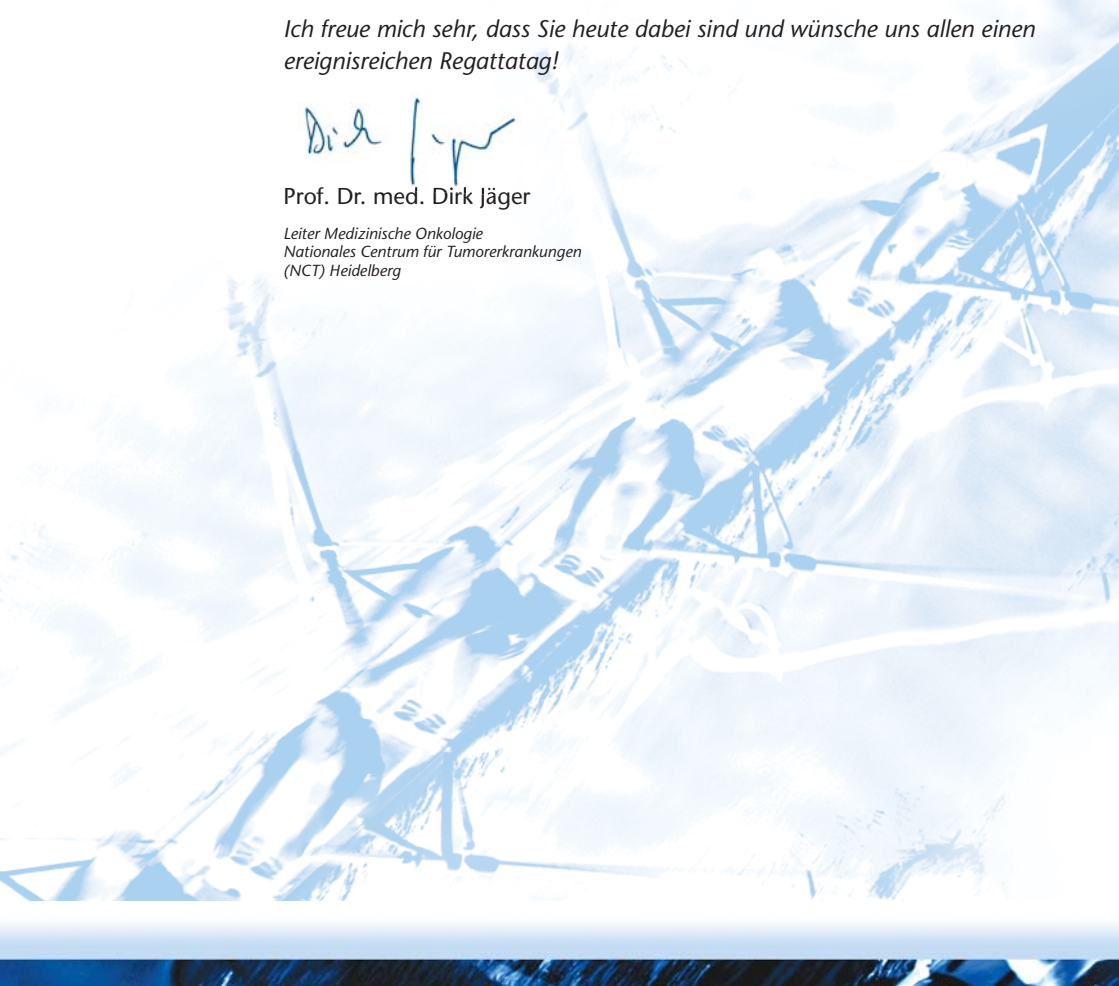 Ich freue mich sehr, dass Sie heute dabei sind und wünsche uns allen einen
ereignisreichen Regattatag!
Dirk Jäger
Prof. Dr. med. Dirk Jäger
Leiter Medizinische Onkologie
Nationales Centrum für Tumorerkrankungen
(NCT) Heidelberg